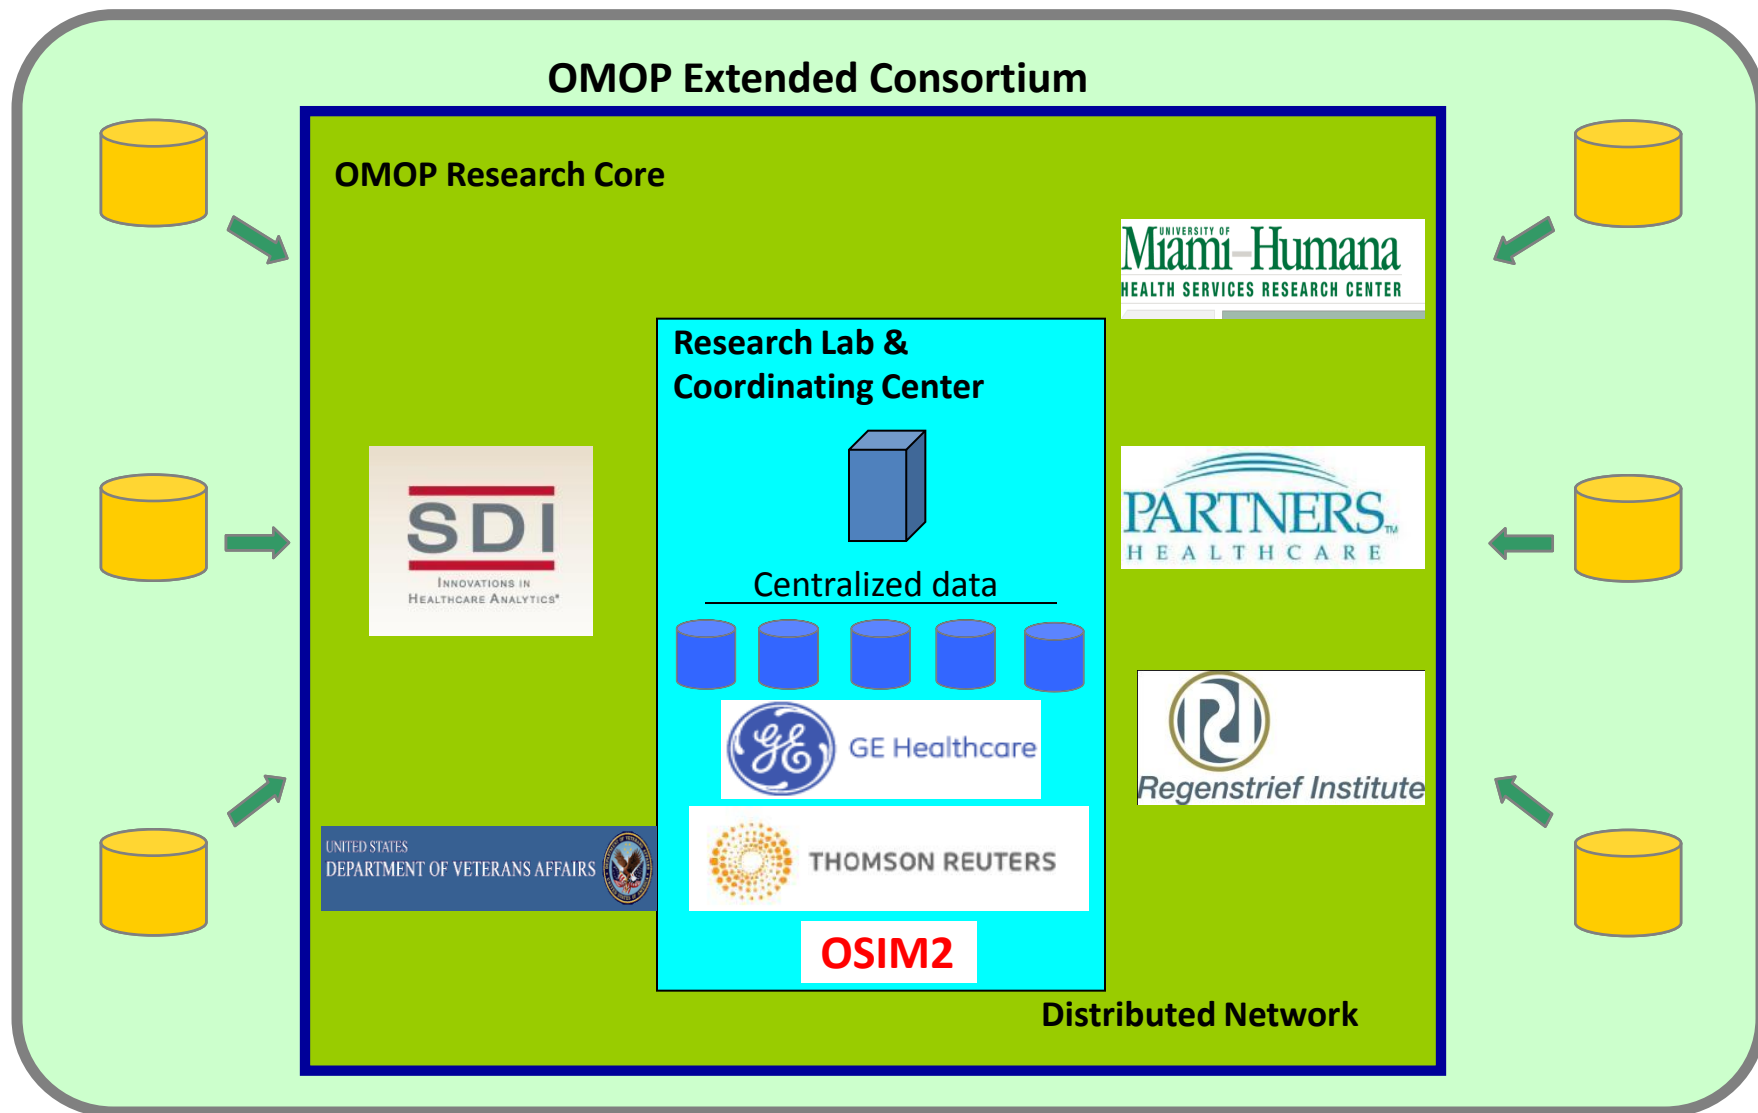 OMOP Extended Consortium
OMOP Research Core
UNIVERSITY OF
Miami–Humana
HEALTH SERVICES RESEARCH CENTER
Research Lab &
Coordinating Center
SDI
INNOVATIONS IN
HEALTHCARE ANALYTICS®
PARTNERS™
HEALTHCARE
Centralized data
GE Healthcare
Regenstrief Institute
UNITED STATES
DEPARTMENT OF VETERANS AFFAIRS
THOMSON REUTERS
OSIM2
Distributed Network